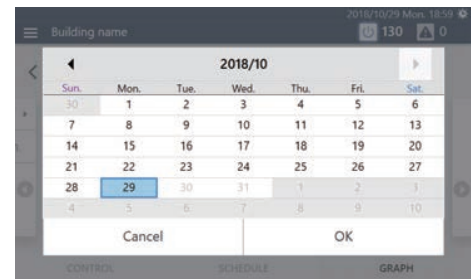 2018/10/29 Mon. 18:59
Building name
130
0
2018/10
Sun. Mon. Tue. Wed. Thu. Fri. Sat.
30 1 2 3 4 5 6
7 8 9 10 11 12 13
14 15 16 17 18 19 20
21 22 23 24 25 26 27
28 29 30 31 1 2 3
4 5 6 7 8 9 10
Cancel OK
CONTROL SCHEDULE GRAPH